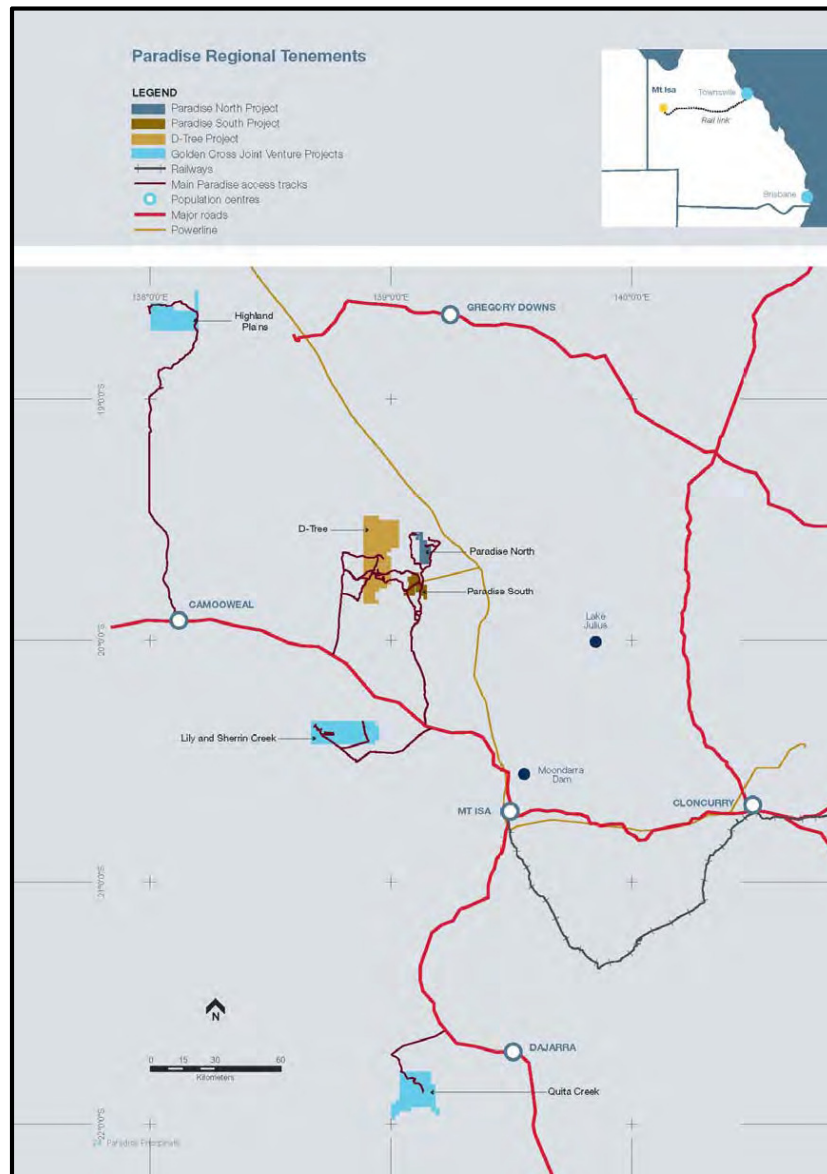 Paradise Regional Tenements
LEGEND
Paradise North Project
Paradise South Project
D-Tree Project
Golden Cross Joint Venture Projects
Railways
Main Paradise access tracks
Population centres
Major roads
Powerline
Mt Isa
Townsville
Rail link
Brisbane
138°0'0"E
139°0'0"E
140°0'0"E
Highland
Plains
GREGORY DOWNS
19°0'0"S
D-Tree
Paradise North
Paradise South
CAMOOWEAL
Lake
Julius
20°0'0"S
Lily and Sherrin Creek
Moondarra
Dam
MT ISA
CLONCURRY
21°0'0"S
N
DAJARRA
0 15 30 60
Kilometers
Quita Creek
22°0'0"S